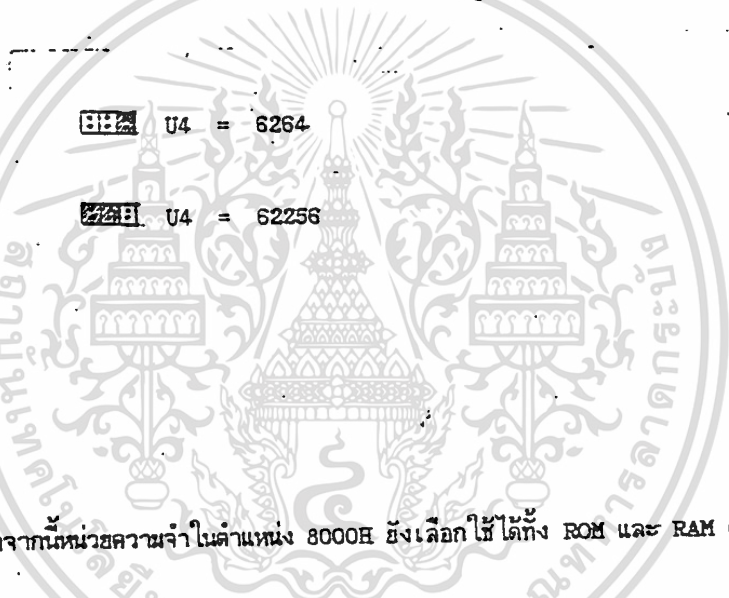 U4 = 6264
U4 = 62256
จากนี้หน่วยความจำในตำแหน่ง 8000H ยังเลือกใช้ได้ทั้ง ROM และ RAM